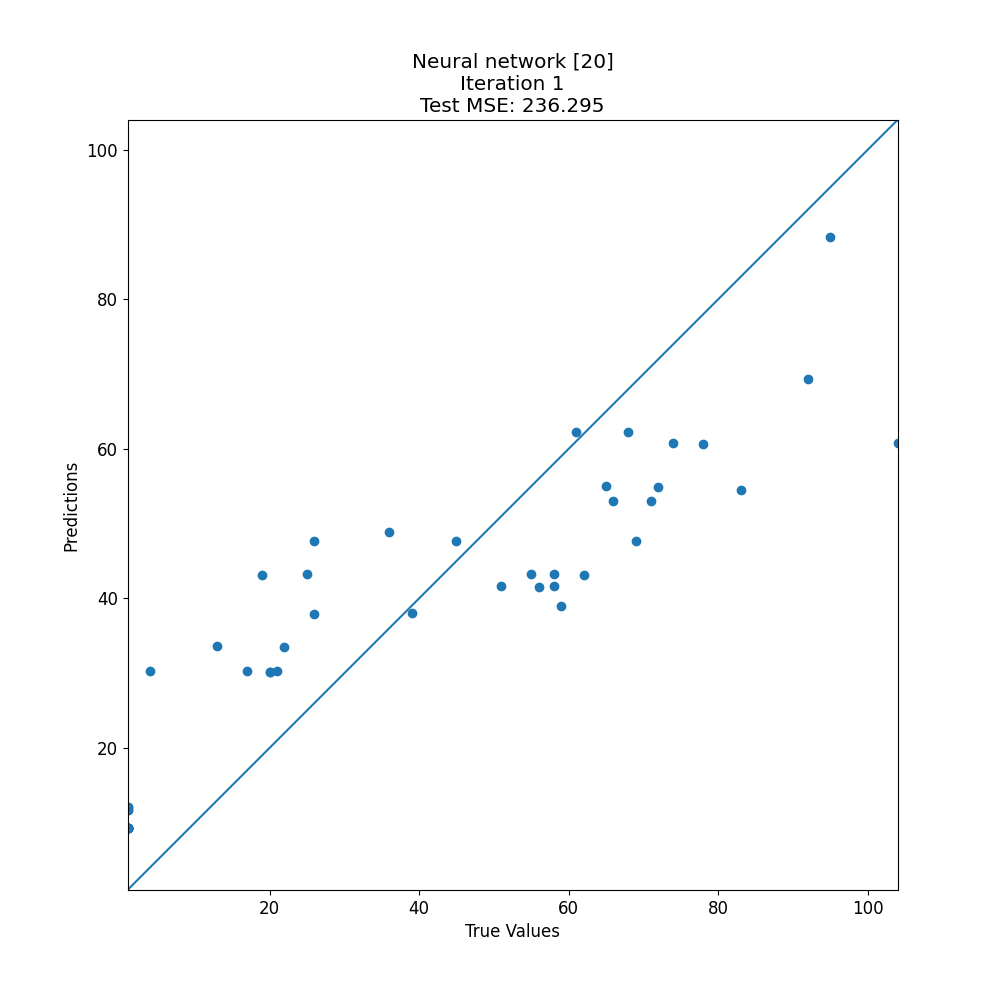 Neural network [20]
Iteration 1
Test MSE: 236.295
100
80
60
40
20
Predictions
20 40 60 80 100
True Values